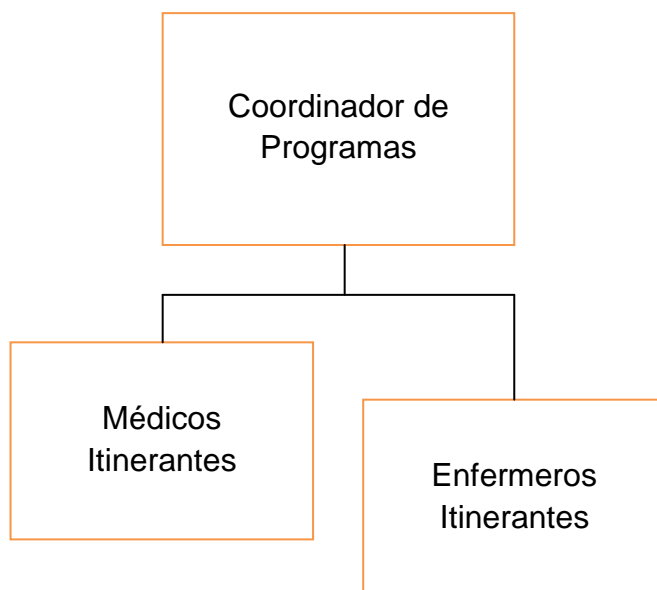 Coordinador de
Programas
Médicos
Itinerantes
Enfermeros
Itinerantes